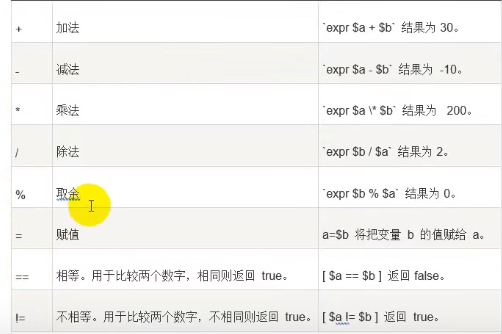 + 加法 `expr $a + $b` 结果为 30。
- 减法 `expr $a - $b` 结果为 -10。
* 乘法 `expr $a \* $b` 结果为 200。
/ 除法 `expr $b / $a` 结果为 2。
% 取余 `expr $b % $a` 结果为 0。
= 赋值 a=$b 将把变量 b 的值赋给 a。
== 相等。用于比较两个数字，相同则返回 true。 [ $a == $b ] 返回 false。
!= 不相等。用于比较两个数字，不相同则返回 true。 [ $a != $b ] 返回 true。